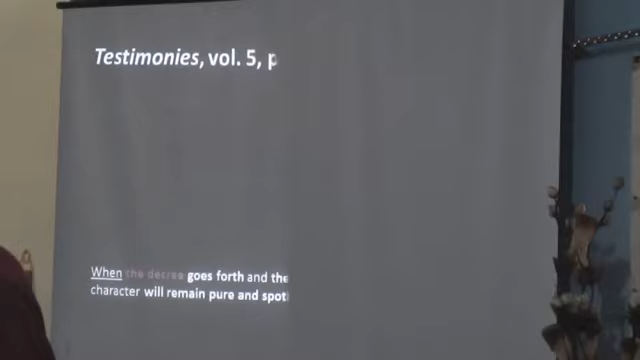 Testimonies, vol. 5, p
When the decree goes forth and the
character will remain pure and spot